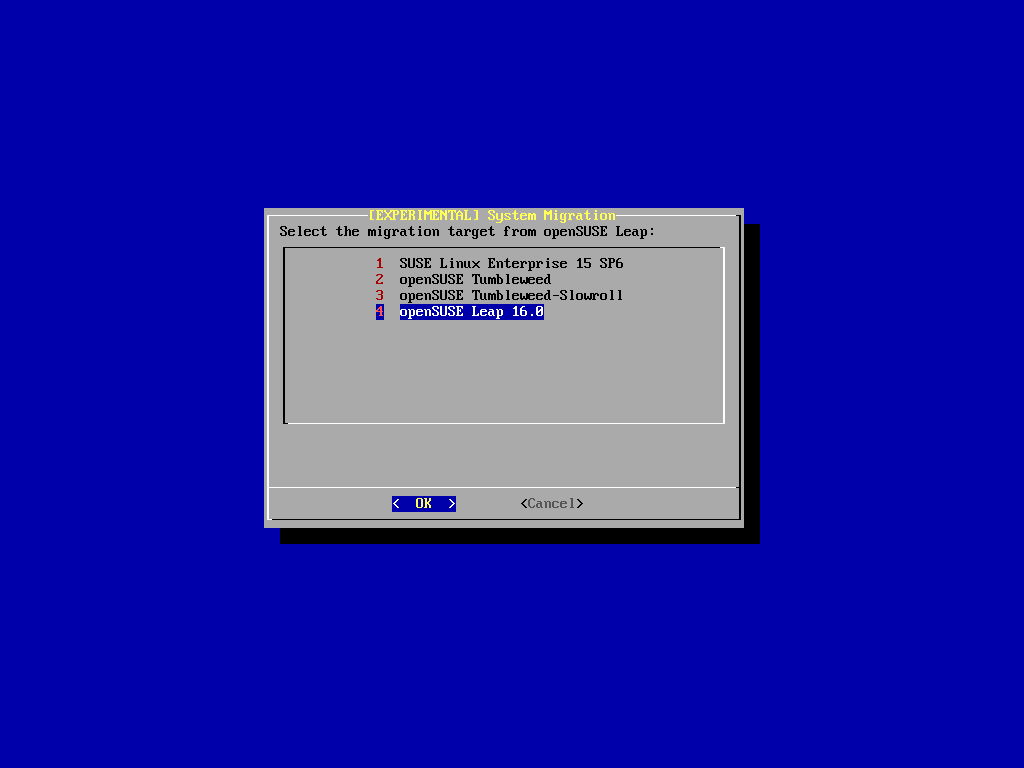 [EXPERIMENTAL] System Migration
Select the migration target from openSUSE Leap:
1 SUSE Linux Enterprise 15 SP6
2 openSUSE Tumbleweed
3 openSUSE Tumbleweed-Slowroll
4 openSUSE Leap 16.0
< OK > <Cancel>